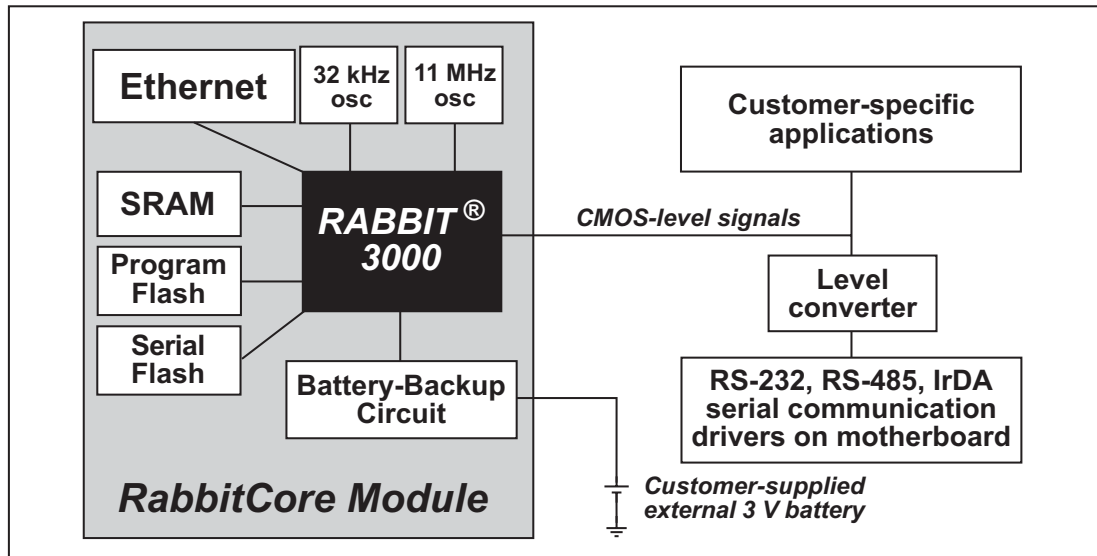 Ethernet
32 kHz
osc
11 MHz
osc
SRAM
Program
Flash
Serial
Flash
RABBIT ®
3000
Battery-Backup
Circuit
RabbitCore Module
CMOS-level signals
Customer-specific
applications
Level
converter
RS-232, RS-485, IrDA
serial communication
drivers on motherboard
Customer-supplied
external 3 V battery